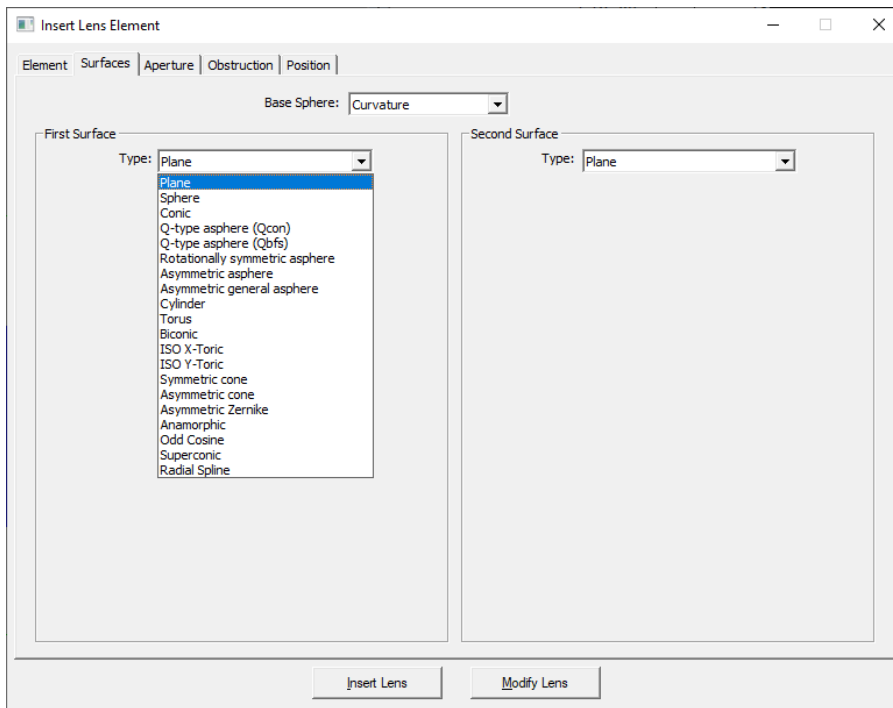 Insert Lens Element
Element Surfaces Aperture Obstruction Position
Base Sphere: Curvature
First Surface
Type: Plane
Plane
Sphere
Conic
Q-type asphere (Qcon)
Q-type asphere (Qbfs)
Rotationally symmetric asphere
Asymmetric asphere
Asymmetric general asphere
Cylinder
Torus
Biconic
ISO X-Toric
ISO Y-Toric
Symmetric cone
Asymmetric cone
Asymmetric Zernike
Anamorphic
Odd Cosine
Superconic
Radial Spline
Second Surface
Type: Plane
Insert Lens
Modify Lens